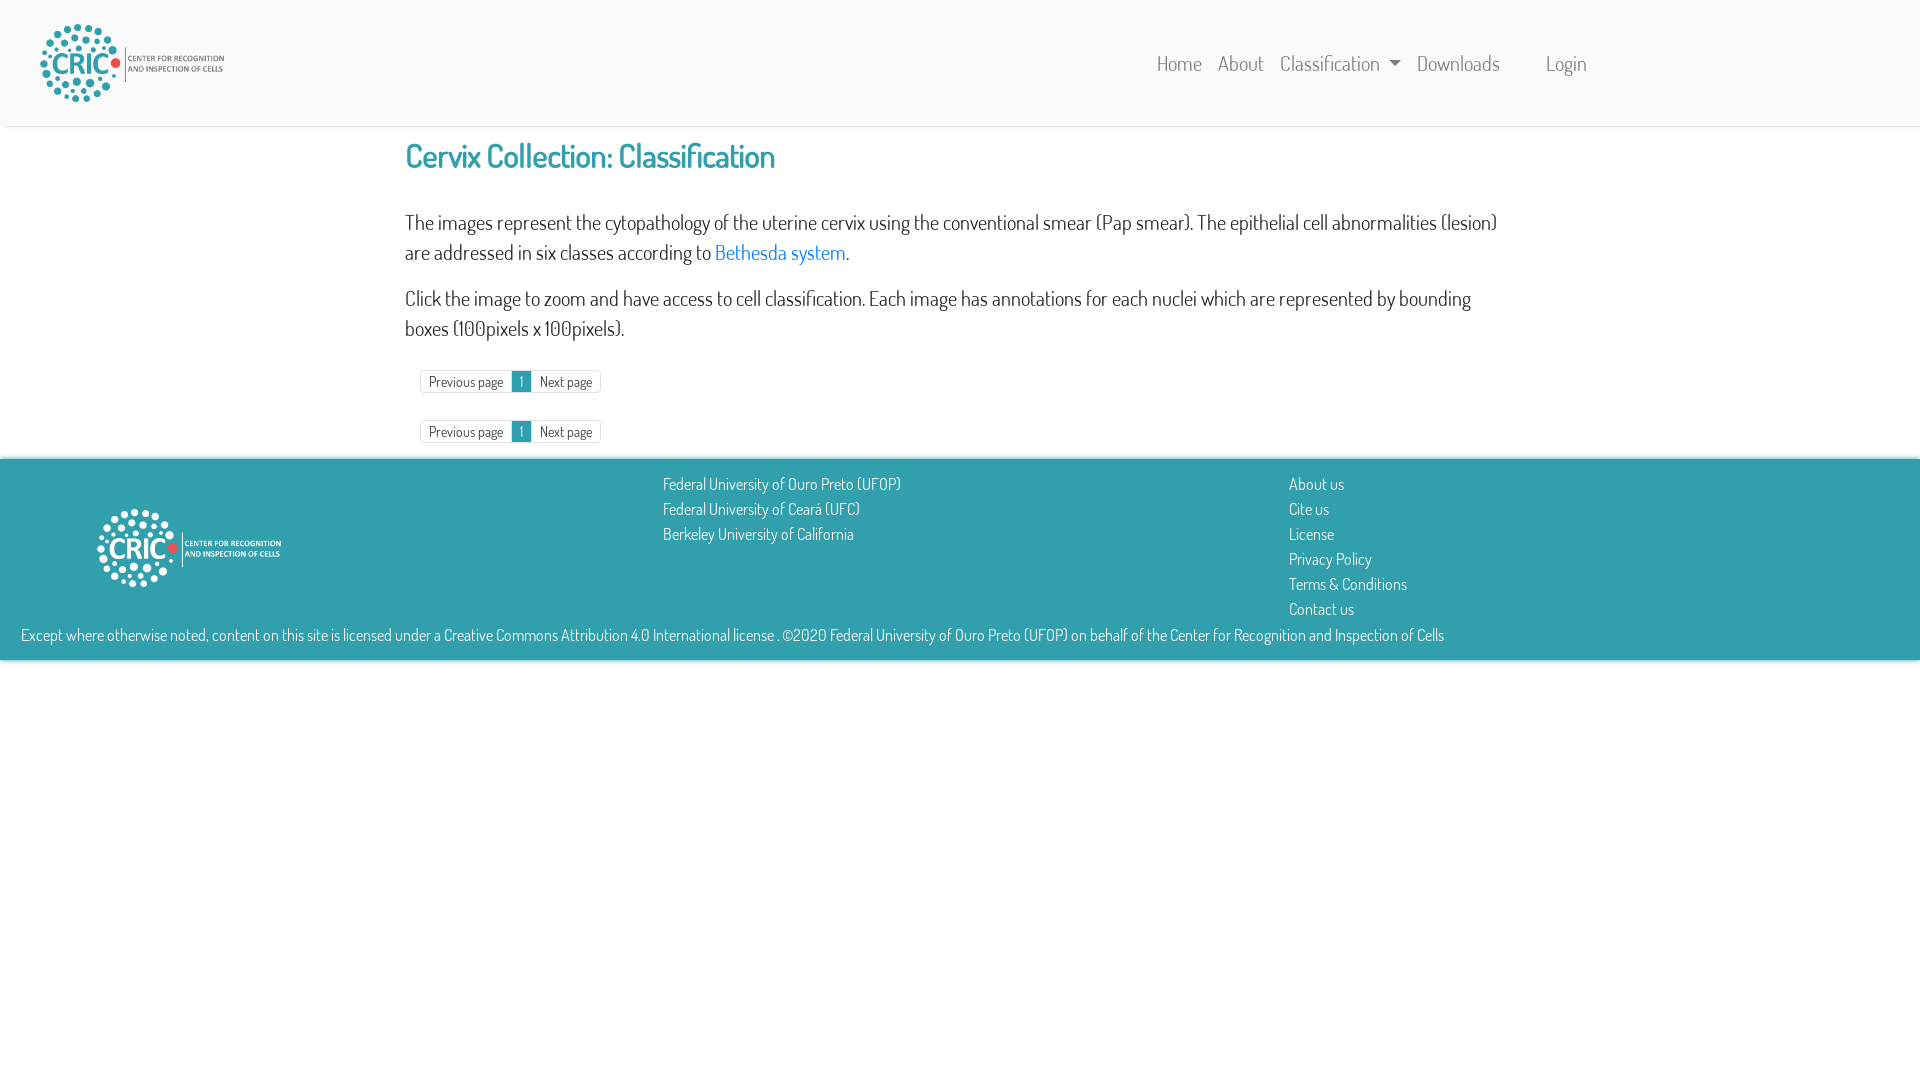 CRIC CENTER FOR RECOGNITION
AND INSPECTION OF CELLS
Home About Classification Downloads Login
Cervix Collection: Classification
The images represent the cytopathology of the uterine cervix using the conventional smear (Pap smear). The epithelial cell abnormalities (lesion)
are addressed in six classes according to Bethesda system.
Click the image to zoom and have access to cell classification. Each image has annotations for each nuclei which are represented by bounding
boxes (100pixels x 100pixels).
Previous page 1 Next page
Previous page 1 Next page
CRIC CENTER FOR RECOGNITION
AND INSPECTION OF CELLS
Federal University of Ouro Preto (UFOP)
Federal University of Ceará (UFC)
Berkeley University of California
About us
Cite us
License
Privacy Policy
Terms & Conditions
Contact us
Except where otherwise noted, content on this site is licensed under a Creative Commons Attribution 4.0 International license . ©2020 Federal University of Ouro Preto (UFOP) on behalf of the Center for Recognition and Inspection of Cells